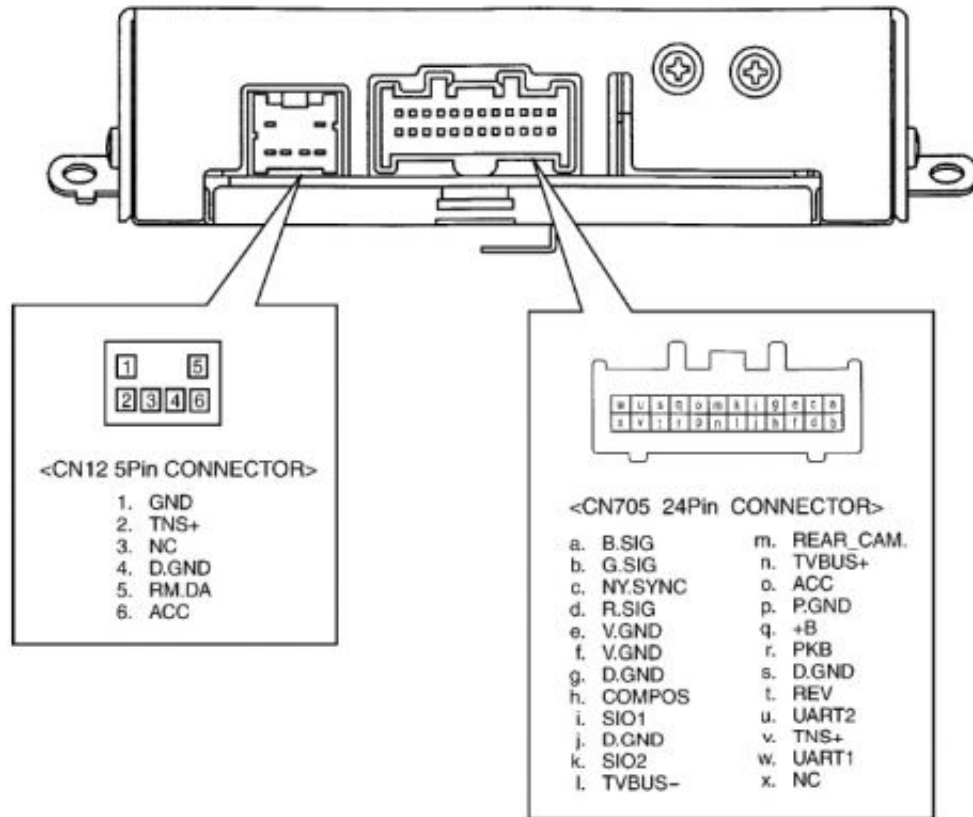 1 5
2 3 4 6
<CN12 5Pin CONNECTOR>
1. GND
2. TNS+
3. NC
4. D.GND
5. RM.DA
6. ACC
w u s q o m k i g e c a
x v t r p n l j h f d b
<CN705 24Pin CONNECTOR>
a. B.SIG
b. G.SIG
c. NY.SYNC
d. R.SIG
e. V.GND
f. V.GND
g. D.GND
h. COMPOS
i. SIO1
j. D.GND
k. SIO2
l. TVBUS-
m. REAR_CAM.
n. TVBUS+
o. ACC
p. P.GND
q. +B
r. PKB
s. D.GND
t. REV
u. UART2
v. TNS+
w. UART1
x. NC